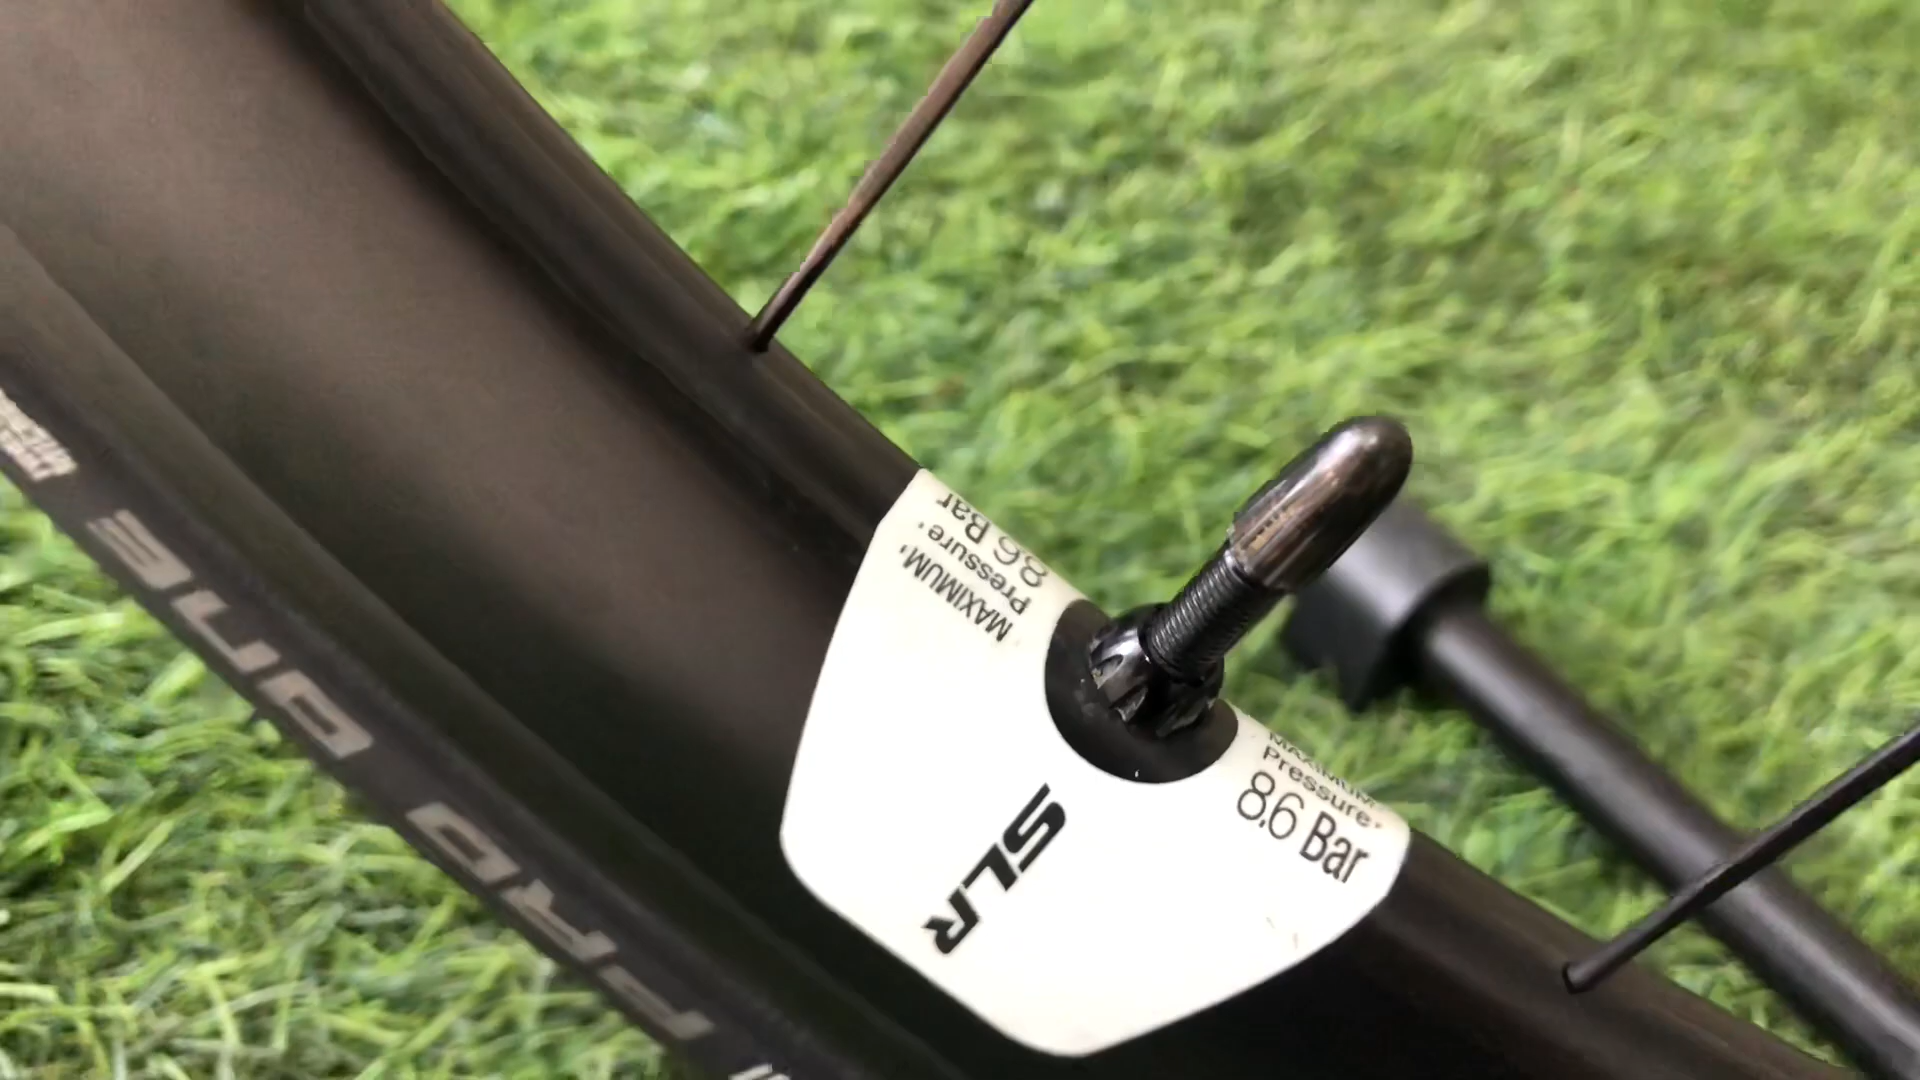 MAXIMUM
Pressure:
8.6 Bar
SLR
MAXIMUM
Pressure:
8.6 Bar
ONE
PRO